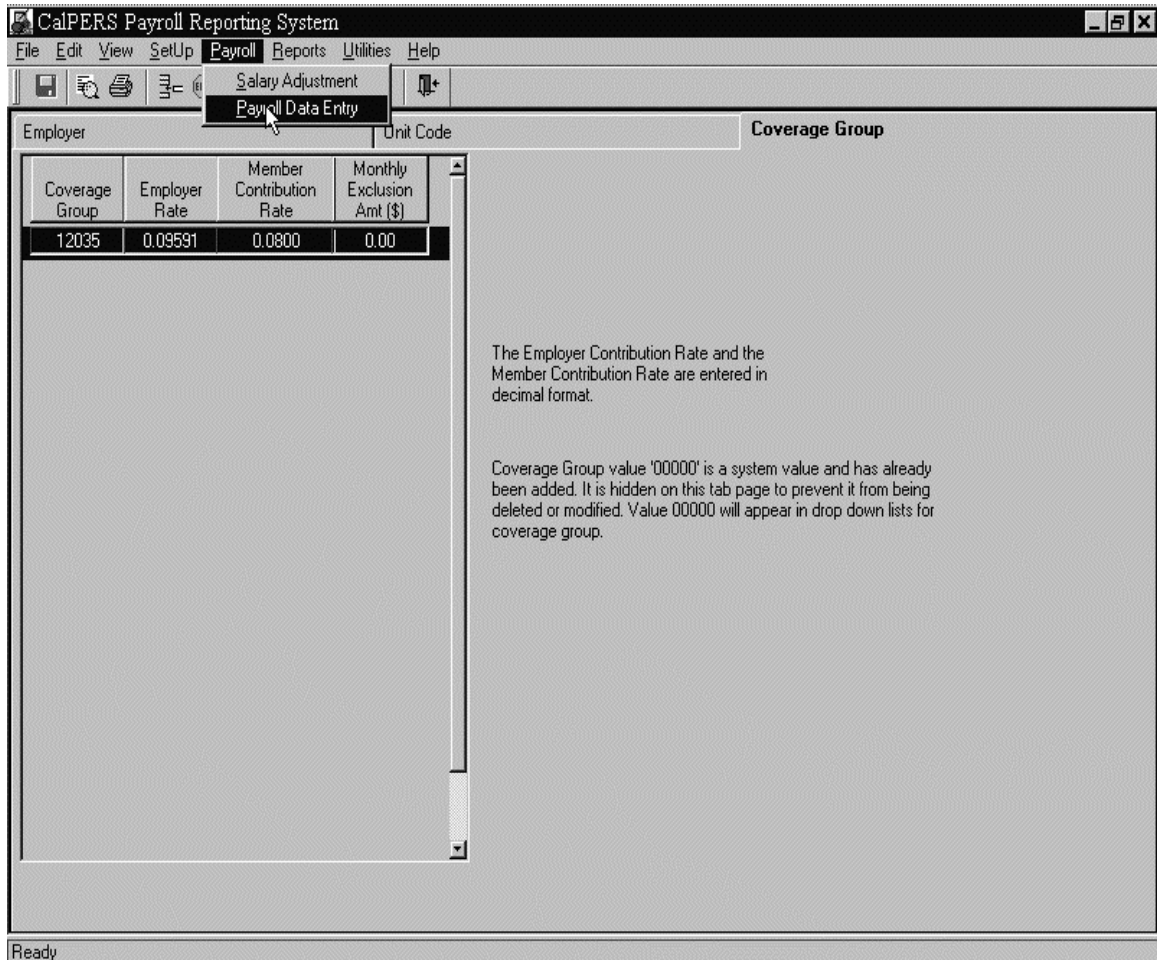 CalPERS Payroll Reporting System
File Edit View SetUp Payroll Reports Utilities Help
Salary Adjustment
Payroll Data Entry
Employer Unit Code Coverage Group
Coverage Group Employer Rate Member Contribution Rate Monthly Exclusion Amt ($)
12035 0.09591 0.0800 0.00
The Employer Contribution Rate and the
Member Contribution Rate are entered in
decimal format.
Coverage Group value '00000' is a system value and has already
been added. It is hidden on this tab page to prevent it from being
deleted or modified. Value 00000 will appear in drop down lists for
coverage group.
Ready